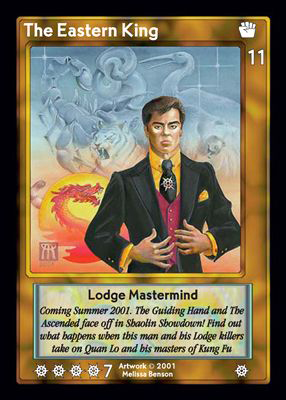 The Eastern King
11
Lodge Mastermind
Coming Summer 2001. The Guiding Hand and The
Ascended face off in Shaolin Showdown! Find out
what happens when this man and his Lodge killers
take on Quan Lo and his masters of Kung Fu
7
Artwork © 2001
Melissa Benson